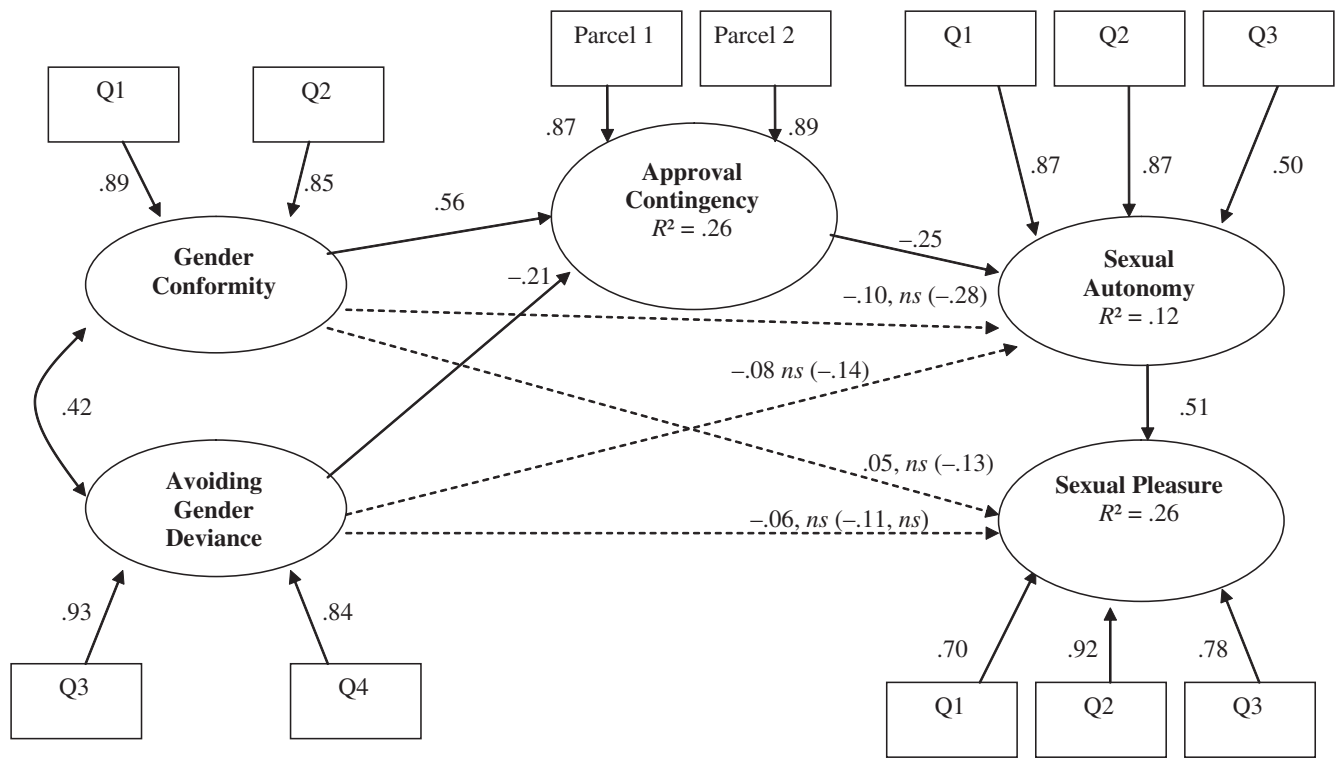 Parcel 1
Parcel 2
Q1
Q2
Q3
Q1
Q2
.87
.89
.89
.85
.87
.87
.50
Approval
Contingency
R² = .26
.56
Gender
Conformity
–.21
–.25
Sexual
Autonomy
R² = .12
–.10, ns (–.28)
–.08 ns (–.14)
.42
.51
.05, ns (–.13)
Avoiding
Gender
Deviance
–.06, ns (–.11, ns)
Sexual Pleasure
R² = .26
.93
.84
.70
.92
.78
Q3
Q4
Q1
Q2
Q3